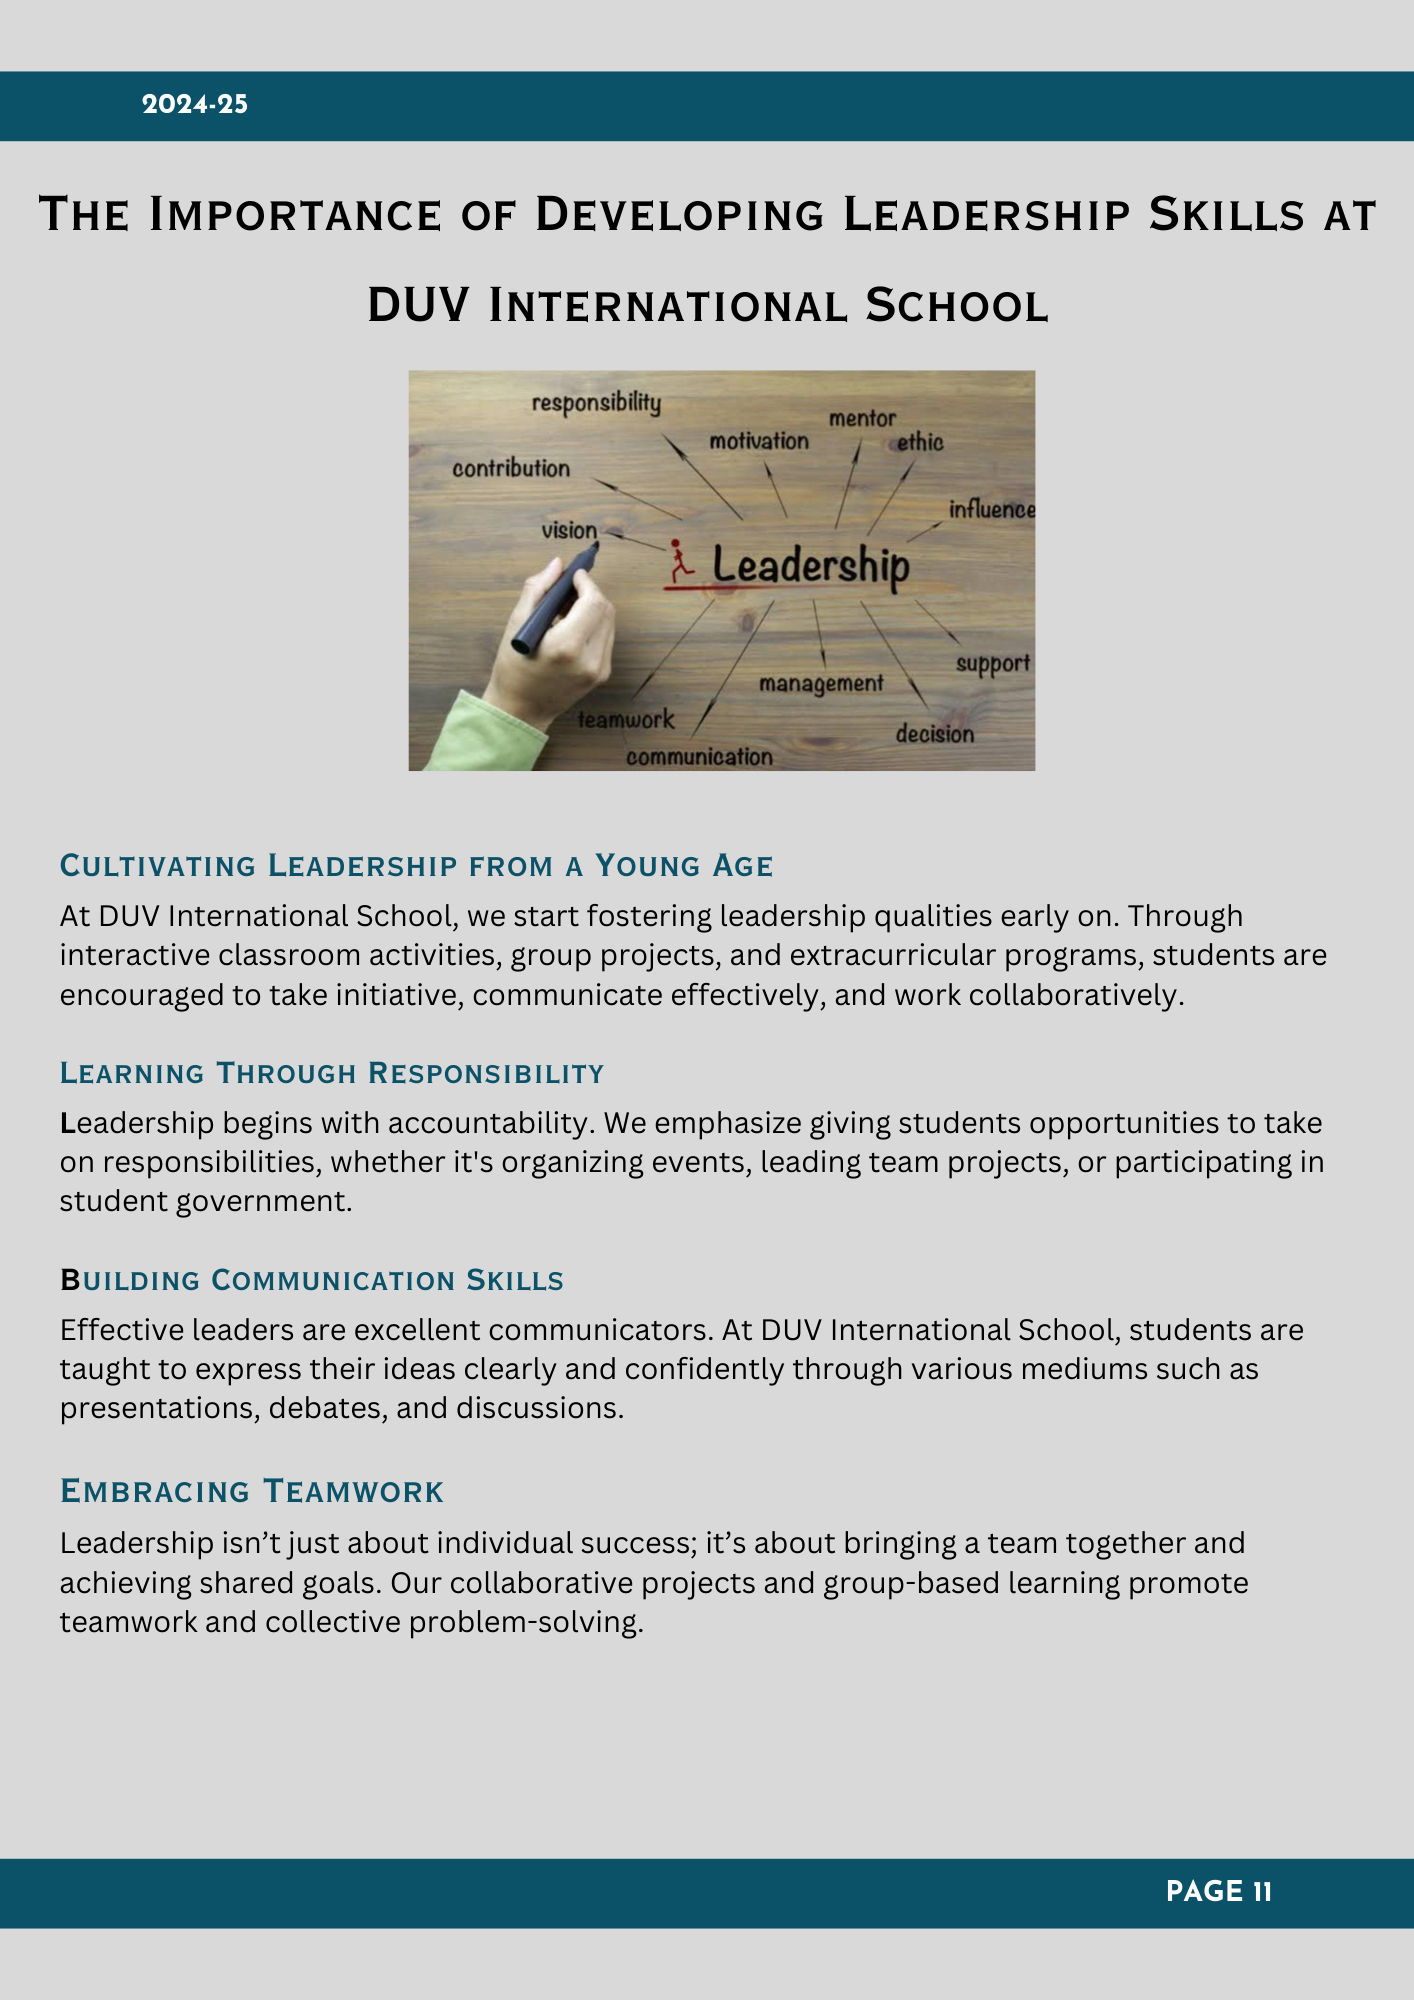 2024-25
The Importance of Developing Leadership Skills at
DUV International School
responsibility
mentor
motivation
ethic
contribution
influence
vision
Leadership
support
management
teamwork
decision
communication
Cultivating Leadership from a Young Age
At DUV International School, we start fostering leadership qualities early on. Through
interactive classroom activities, group projects, and extracurricular programs, students are
encouraged to take initiative, communicate effectively, and work collaboratively.
Learning Through Responsibility
Leadership begins with accountability. We emphasize giving students opportunities to take
on responsibilities, whether it's organizing events, leading team projects, or participating in
student government.
Building Communication Skills
Effective leaders are excellent communicators. At DUV International School, students are
taught to express their ideas clearly and confidently through various mediums such as
presentations, debates, and discussions.
Embracing Teamwork
Leadership isn’t just about individual success; it’s about bringing a team together and
achieving shared goals. Our collaborative projects and group-based learning promote
teamwork and collective problem-solving.
PAGE 11